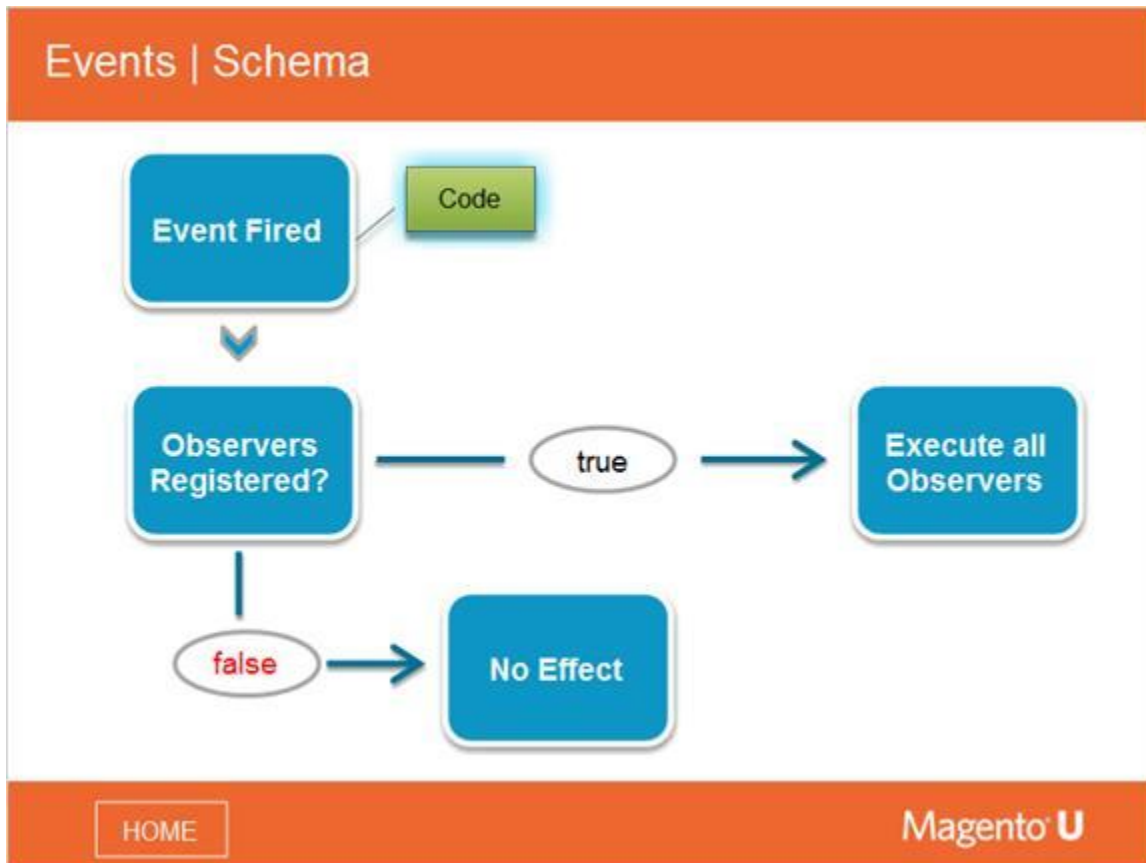 Events | Schema
Code
Event Fired
Observers
Registered?
true
Execute all
Observers
false
No Effect
HOME
Magento U